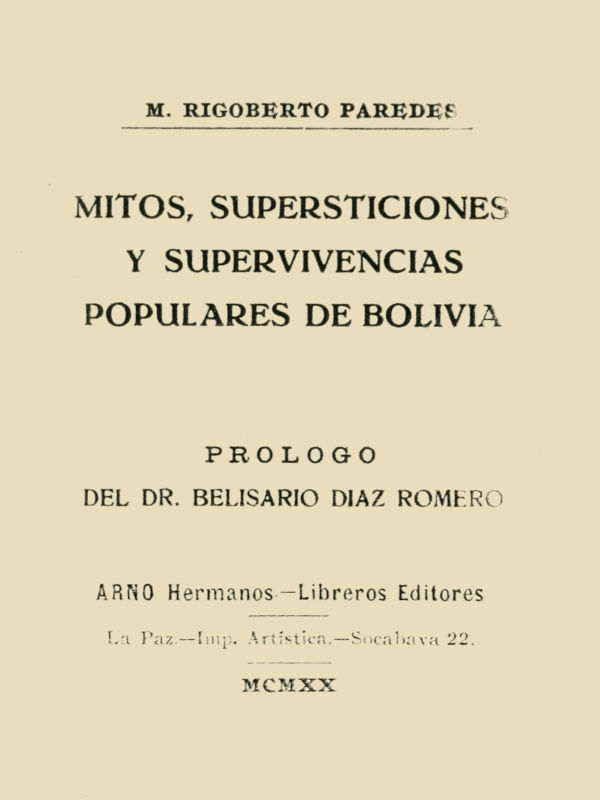 M. RIGOBERTO PAREDES
MITOS, SUPERSTICIONES
Y SUPERVIVENCIAS
POPULARES DE BOLIVIA
PROLOGO
DEL DR. BELISARIO DIAZ ROMERO
ARNO Hermanos.—Libreros Editores
La Paz.—Imp. Artística.—Socabaya 22.
MCMXX